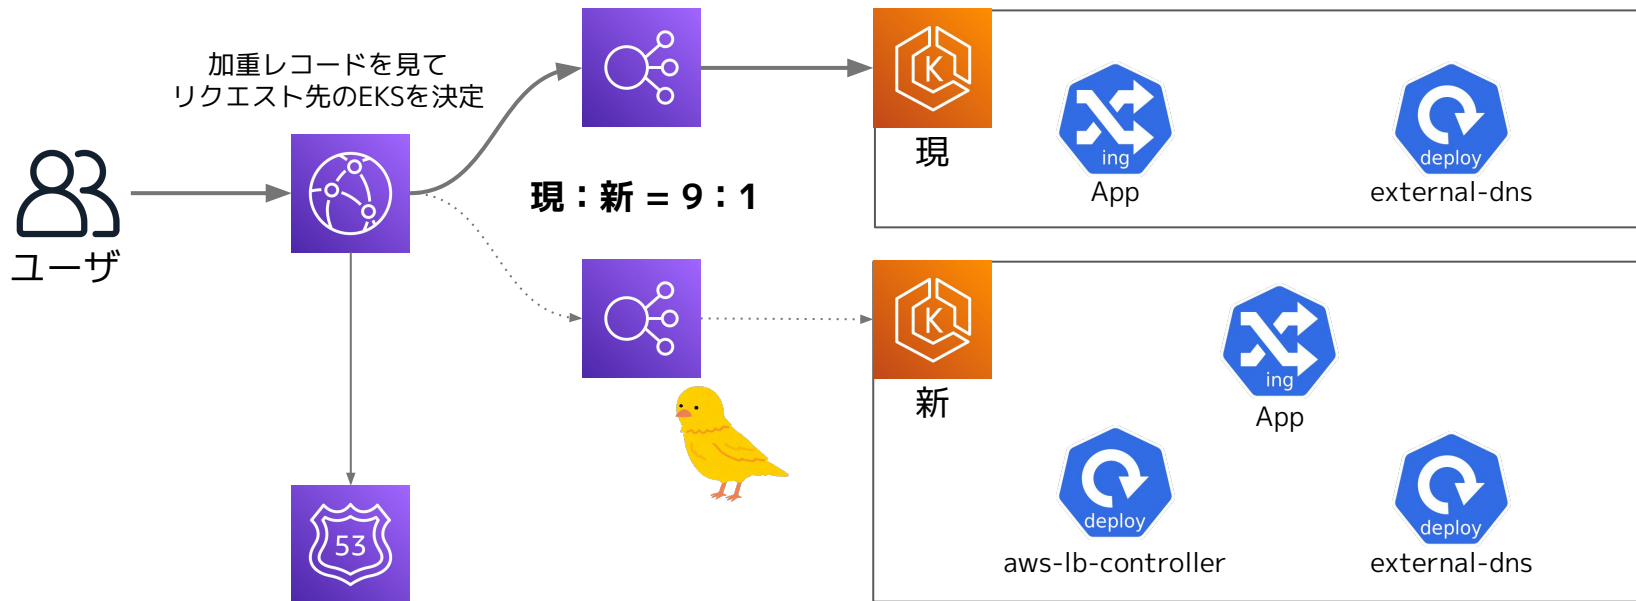 加重レコードを見て
リクエスト先のEKSを決定
ユーザ
現：新 = 9：1
53
K
現
ing
App
deploy
external-dns
K
新
ing
App
deploy
aws-lb-controller
deploy
external-dns